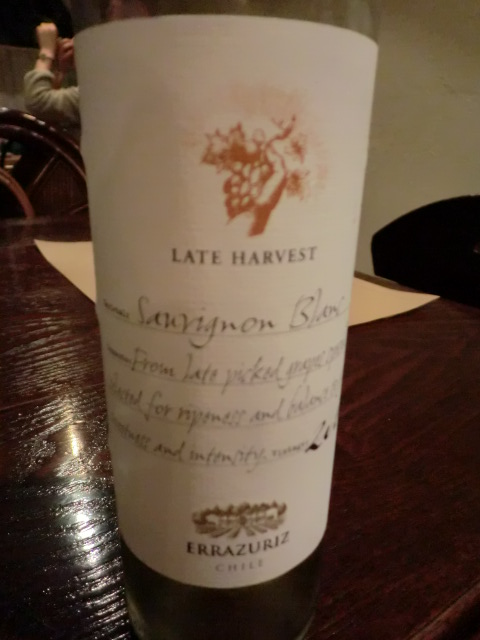 LATE HARVEST
Sauvignon Blanc
From late picked grapes
selected for ripeness and balance
sweetness and intensity.
ERRAZURIZ
CHILE